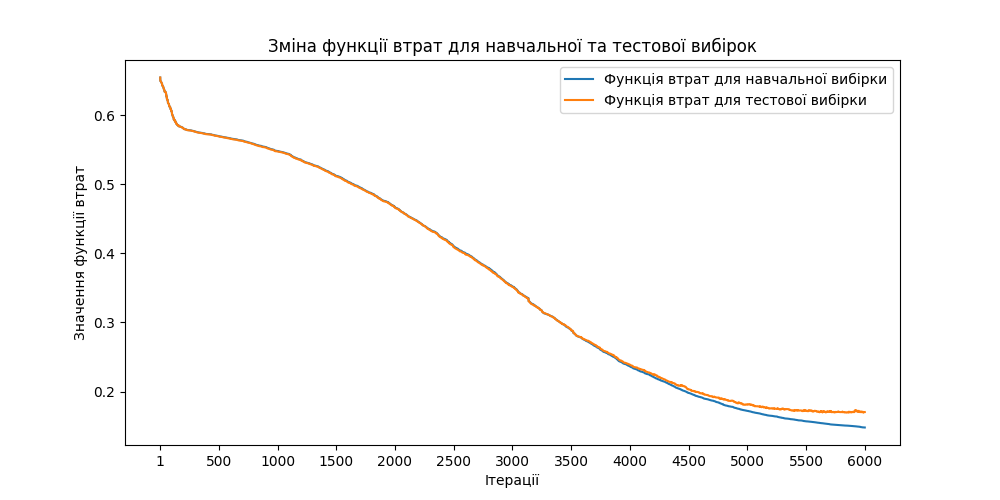 Зміна функції втрат для навчальної та тестової вибірок
Функція втрат для навчальної вибірки
Функція втрат для тестової вибірки
Значення функції втрат
0.6
0.5
0.4
0.3
0.2
1 500 1000 1500 2000 2500 3000 3500 4000 4500 5000 5500 6000
Ітерації